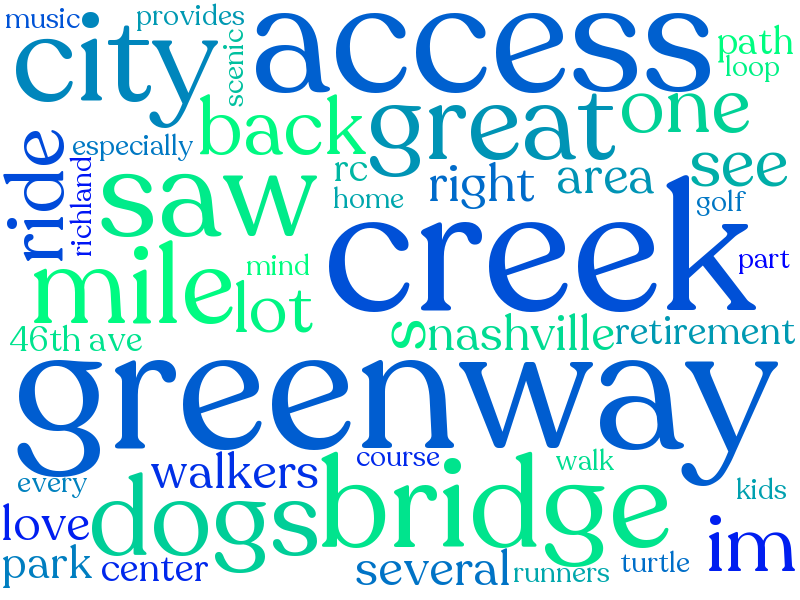 music
provides
city
scenic
access
path
loop
especially
back
great
one
ride
richland
saw
rc
home
right
area
see
golf
creek
part
mile
mind
lot
46th ave
s
nashville
retirement
greenway
every
walkers
course
walk
kids
love
dogs
bridge
im
park
center
several
runners
turtle